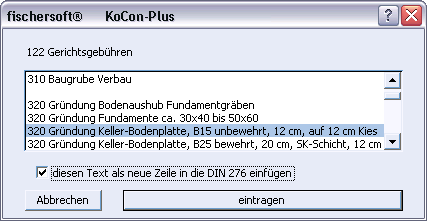 fischersoft® KoCon-Plus
122 Gerichtsgebühren
310 Baugrube Verbau
320 Gründung Bodenaushub Fundamentgräben
320 Gründung Fundamente ca. 30x40 bis 50x60
320 Gründung Keller-Bodenplatte, B15 unbewehrt, 12 cm, auf 12 cm Kies
320 Gründung Keller-Bodenplatte, B25 bewehrt, 20 cm, SK-Schicht, 12 cm
diesen Text als neue Zeile in die DIN 276 einfügen
Abbrechen eintragen